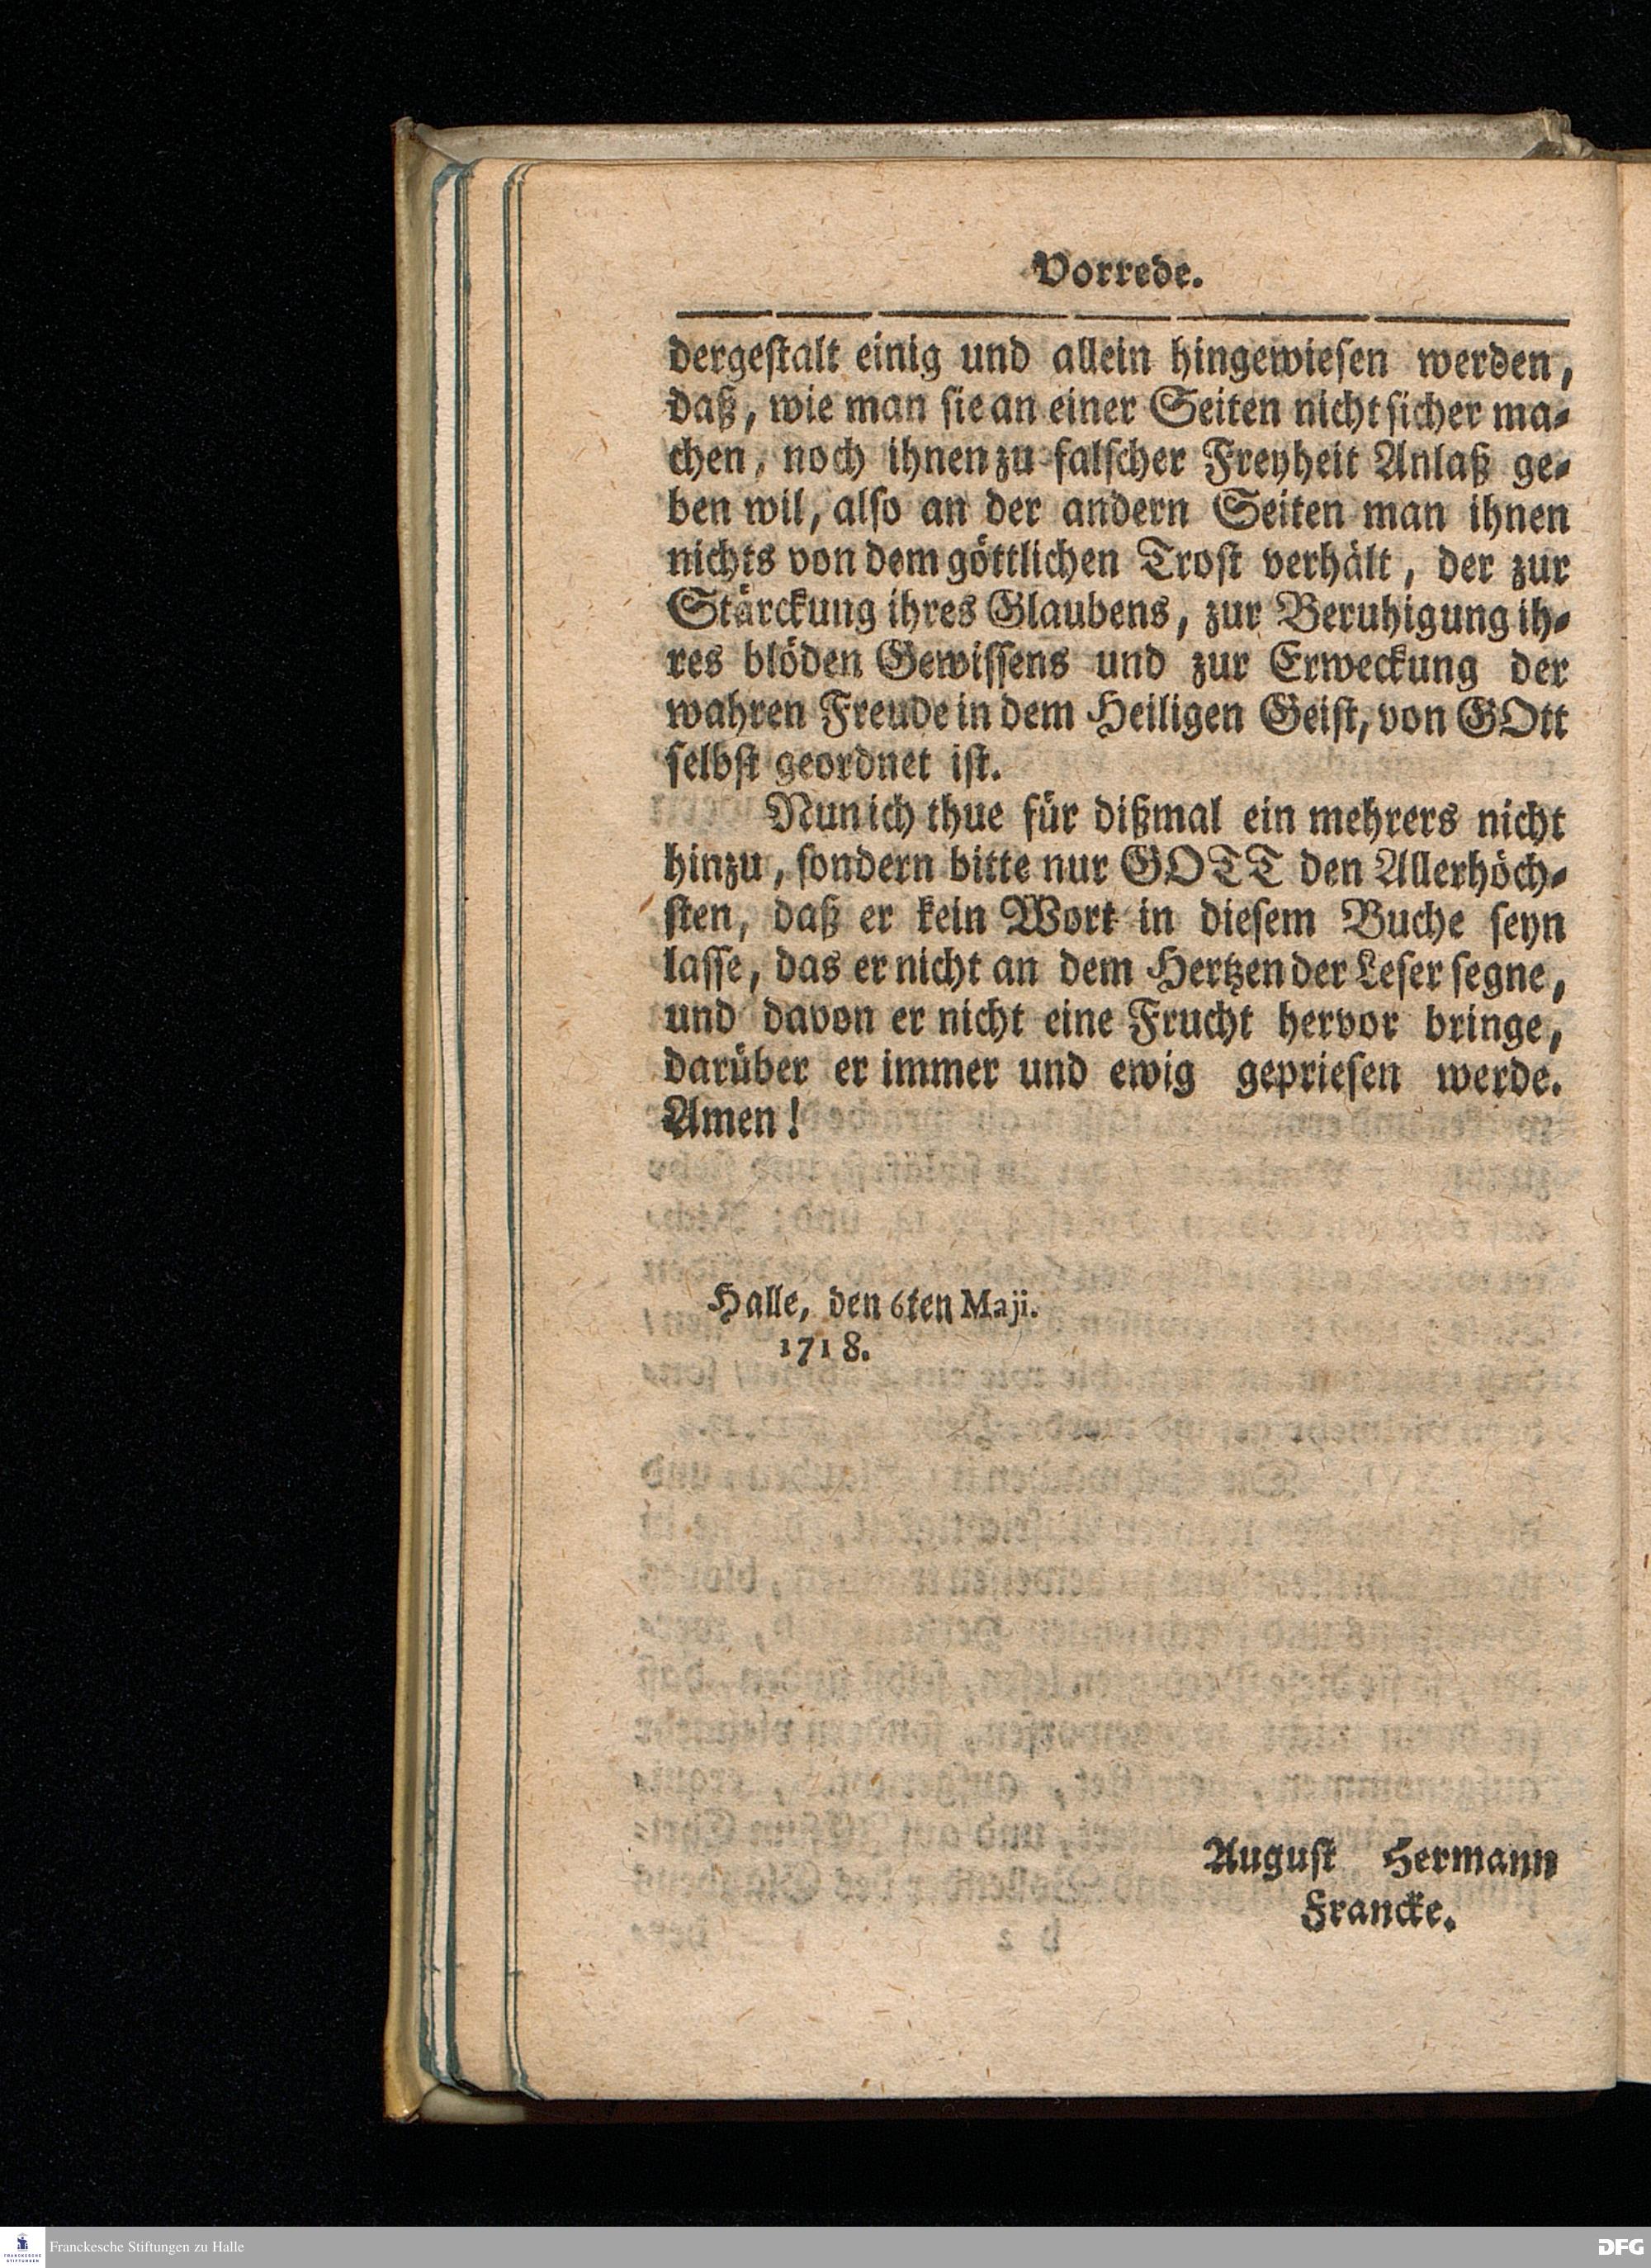 Vorrede.
dergeſtalt einig und allein hingewieſen werden,
daß, wie man ſie an einer Seiten nicht ſicher ma⸗
chen, noch ihnen zu falſcher Freyheit Anlaß ge⸗
ben wil, alſo an der andern Seiten man ihnen
nichts von dem göttlichen Troſt verhält, der zur
Stärckung ihres Glaubens, zur Beruhigung ih⸗
res blöden Gewiſſens und zur Erweckung der
wahren Freude in dem Heiligen Geiſt, von GOtt
ſelbſt geordnet iſt.
Nun ich thue für dißmal ein mehrers nicht
hinzu, ſondern bitte nur GOTT den Allerhöch⸗
ſten, daß er kein Wort in dieſem Buche ſeyn
laſſe, das er nicht an dem Hertzen der Leſer ſegne,
und davon er nicht eine Frucht hervor bringe,
darüber er immer und ewig geprieſen werde.
Amen!
Halle, den 6ten Maji.
1718.
Auguſt Hermann
Francke.
FRANCKESCHE STIFTUNGEN
Franckesche Stiftungen zu Halle
DFG